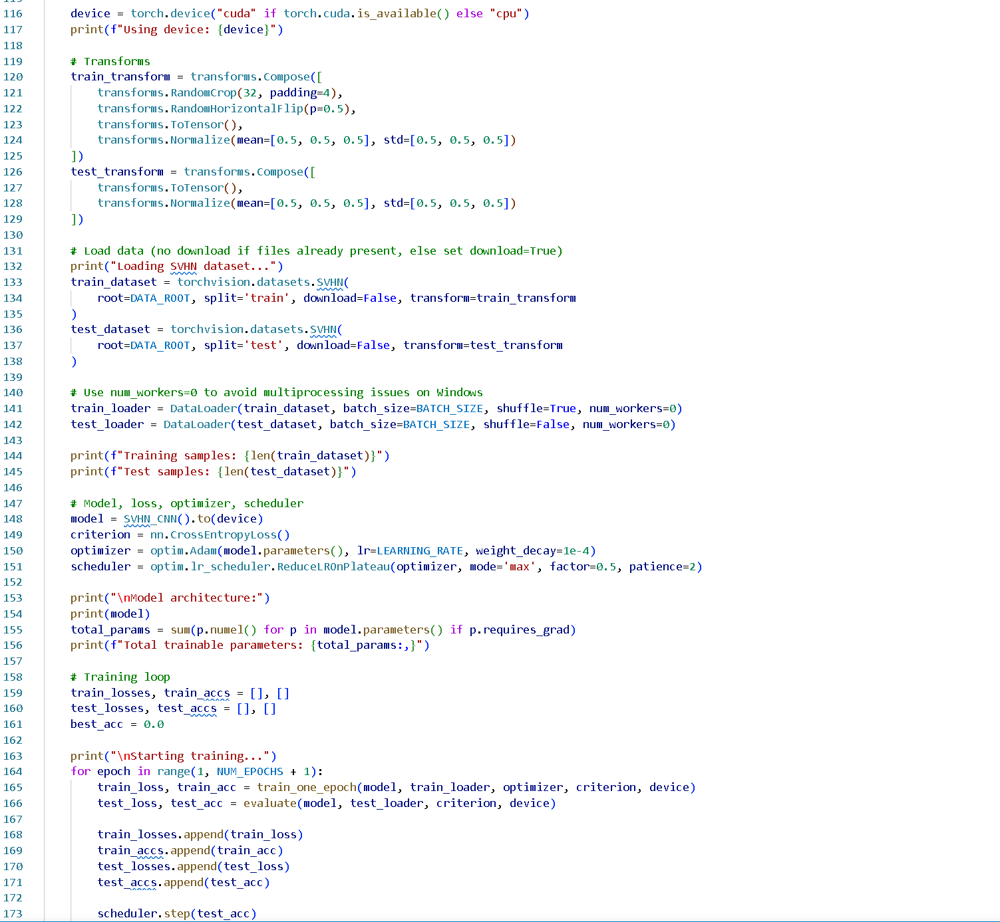 116 device = torch.device("cuda" if torch.cuda.is_available() else "cpu")
117 print(f"Using device: {device}")
118
119 # Transforms
120 train_transform = transforms.Compose([
121 transforms.RandomCrop(32, padding=4),
122 transforms.RandomHorizontalFlip(p=0.5),
123 transforms.ToTensor(),
124 transforms.Normalize(mean=[0.5, 0.5, 0.5], std=[0.5, 0.5, 0.5])
125 ])
126 test_transform = transforms.Compose([
127 transforms.ToTensor(),
128 transforms.Normalize(mean=[0.5, 0.5, 0.5], std=[0.5, 0.5, 0.5])
129 ])
130
131 # Load data (no download if files already present, else set download=True)
132 print("Loading SVHN dataset...")
133 train_dataset = torchvision.datasets.SVHN(
134 root=DATA_ROOT, split='train', download=False, transform=train_transform
135 )
136 test_dataset = torchvision.datasets.SVHN(
137 root=DATA_ROOT, split='test', download=False, transform=test_transform
138 )
139
140 # Use num_workers=0 to avoid multiprocessing issues on Windows
141 train_loader = DataLoader(train_dataset, batch_size=BATCH_SIZE, shuffle=True, num_workers=0)
142 test_loader = DataLoader(test_dataset, batch_size=BATCH_SIZE, shuffle=False, num_workers=0)
143
144 print(f"Training samples: {len(train_dataset)}")
145 print(f"Test samples: {len(test_dataset)}")
146
147 # Model, loss, optimizer, scheduler
148 model = SVHN_CNN().to(device)
149 criterion = nn.CrossEntropyLoss()
150 optimizer = optim.Adam(model.parameters(), lr=LEARNING_RATE, weight_decay=1e-4)
151 scheduler = optim.lr_scheduler.ReduceLROnPlateau(optimizer, mode='max', factor=0.5, patience=2)
152
153 print("\nModel architecture:")
154 print(model)
155 total_params = sum(p.numel() for p in model.parameters() if p.requires_grad)
156 print(f"Total trainable parameters: {total_params:,}")
157
158 # Training loop
159 train_losses, train_accs = [], []
160 test_losses, test_accs = [], []
161 best_acc = 0.0
162
163 print("\nStarting training...")
164 for epoch in range(1, NUM_EPOCHS + 1):
165 train_loss, train_acc = train_one_epoch(model, train_loader, optimizer, criterion, device)
166 test_loss, test_acc = evaluate(model, test_loader, criterion, device)
167
168 train_losses.append(train_loss)
169 train_accs.append(train_acc)
170 test_losses.append(test_loss)
171 test_accs.append(test_acc)
172
173 scheduler.step(test_acc)